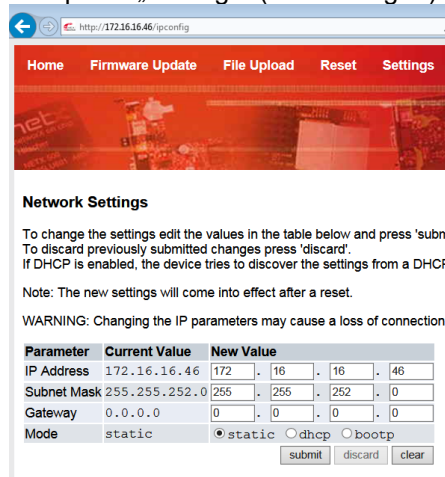 http://172.16.16.46/ipconfig
Home Firmware Update File Upload Reset Settings
Network Settings
To change the settings edit the values in the table below and press 'subm
To discard previously submitted changes press 'discard'.
If DHCP is enabled, the device tries to discover the settings from a DHCP
Note: The new settings will come into effect after a reset.
WARNING: Changing the IP parameters may cause a loss of connection
Parameter Current Value New Value
IP Address 172.16.16.46 172 . 16 . 16 . 46
Subnet Mask 255.255.252.0 255 . 255 . 252 . 0
Gateway 0.0.0.0 0 . 0 . 0 . 0
Mode static static dhcp bootp
submit discard clear